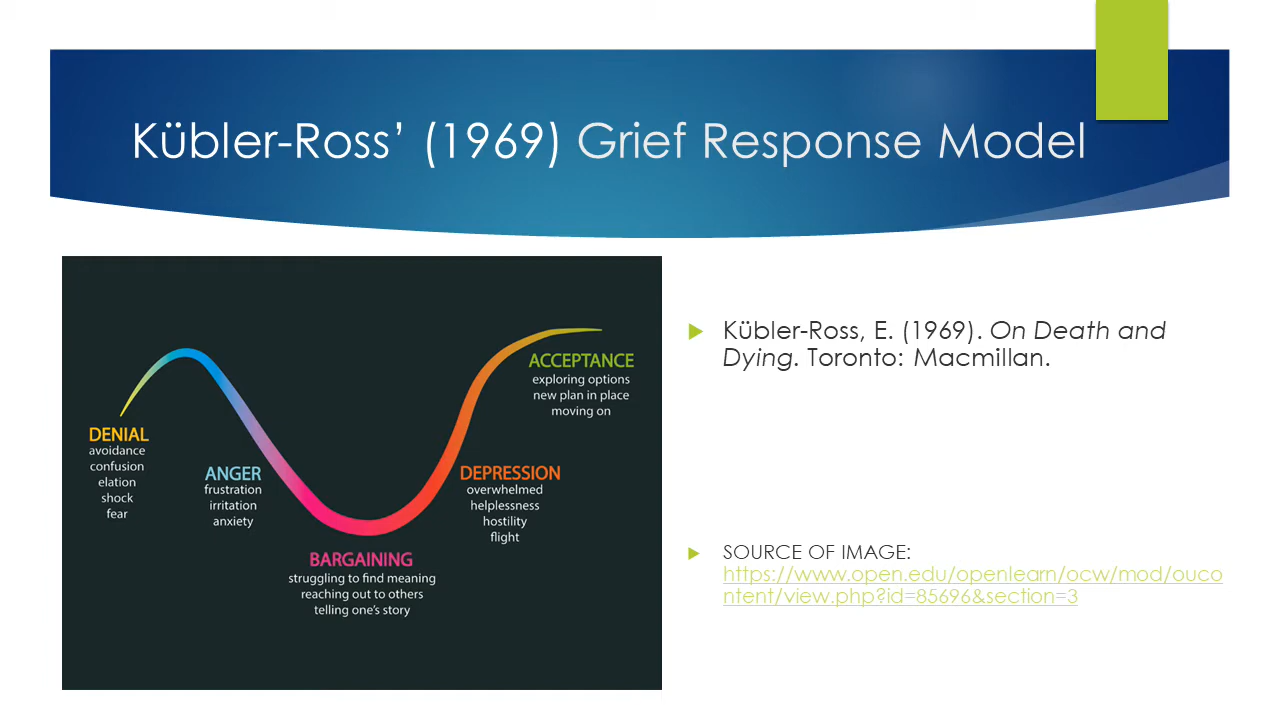 Kübler-Ross’ (1969) Grief Response Model
DENIAL
avoidance
confusion
elation
shock
fear
ANGER
frustration
irritation
anxiety
BARGAINING
struggling to find meaning
reaching out to others
telling one’s story
DEPRESSION
overwhelmed
helplessness
hostility
flight
ACCEPTANCE
exploring options
new plan in place
moving on
Kübler-Ross, E. (1969). On Death and
Dying. Toronto: Macmillan.
SOURCE OF IMAGE:
https://www.open.edu/openlearn/ocw/mod/ouco
ntent/view.php?id=85696&section=3